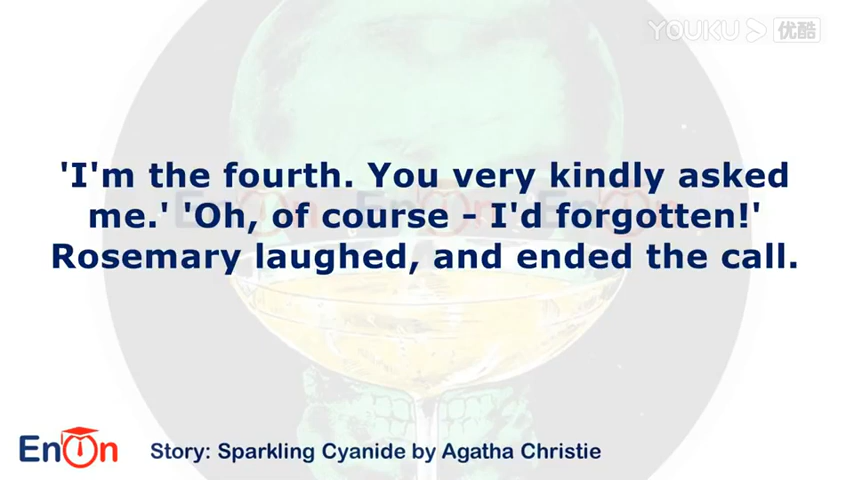 YOUKU 优酷
'I'm the fourth. You very kindly asked
me.' 'Oh, of course - I'd forgotten!'
Rosemary laughed, and ended the call.
EnOn
Story: Sparkling Cyanide by Agatha Christie